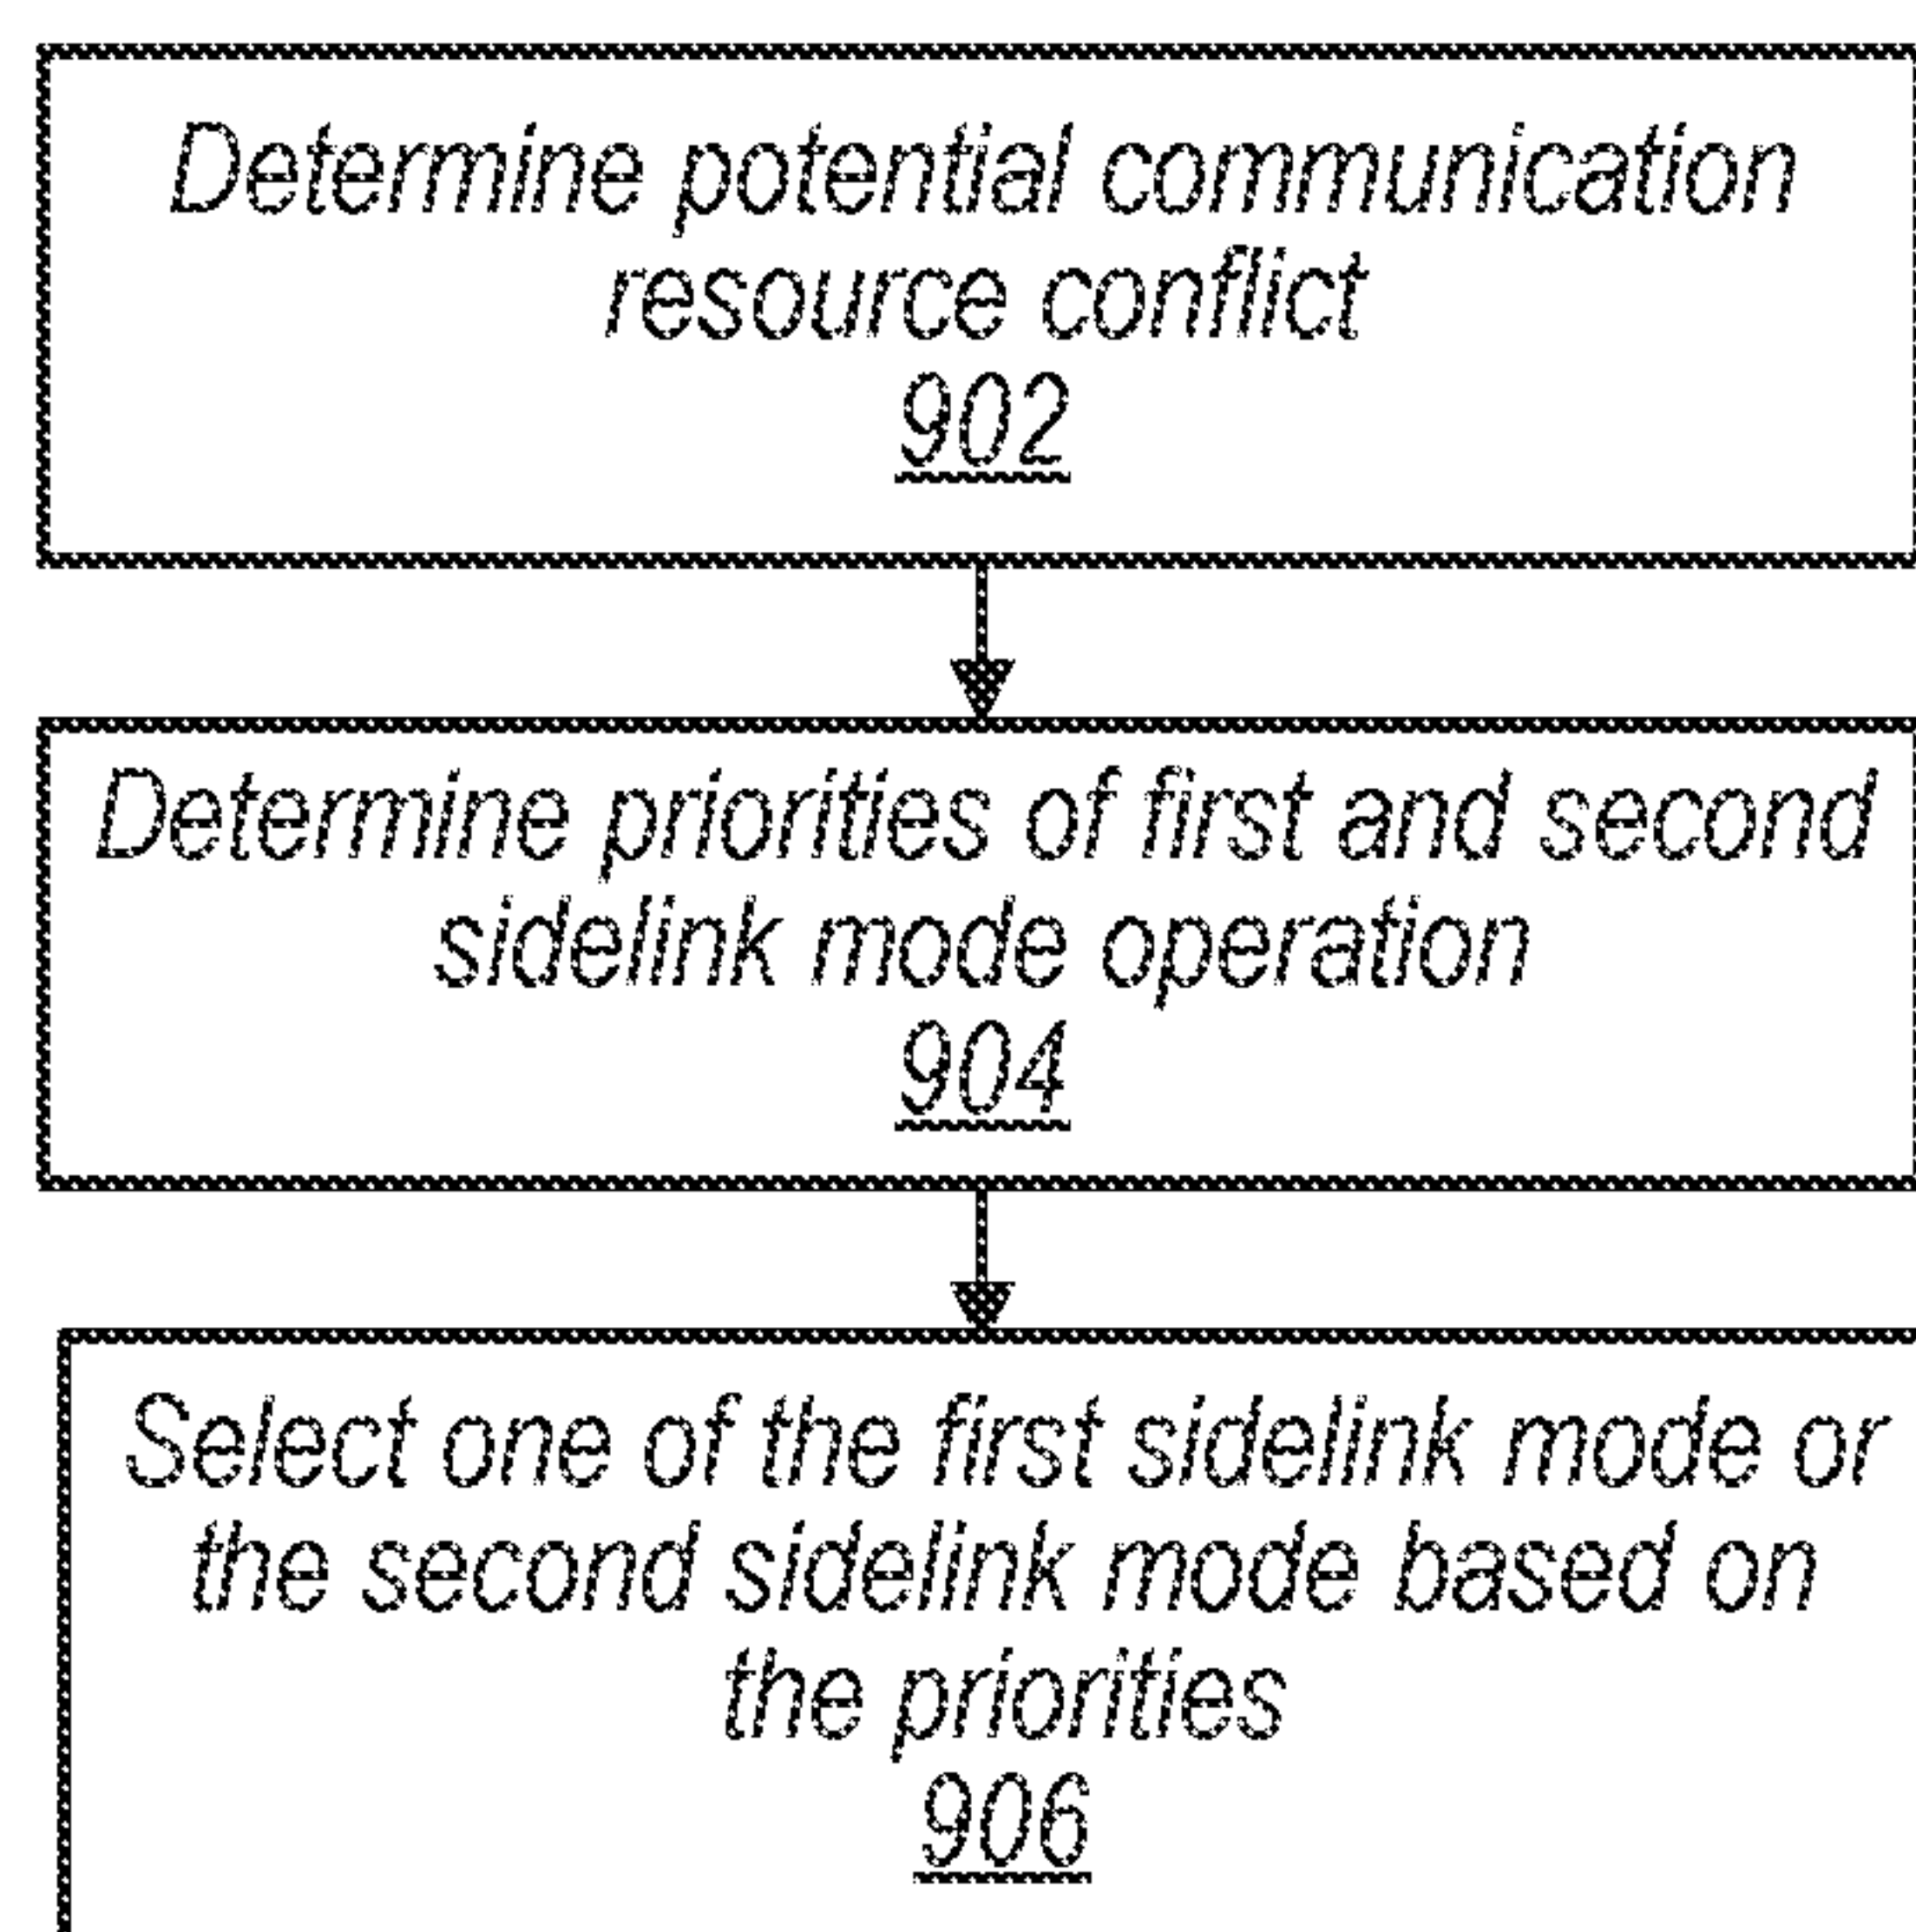 Determine potential communication
resource conflict
902
Determine priorities of first and second
sidelink mode operation
904
Select one of the first sidelink mode or
the second sidelink mode based on
the priorities
906